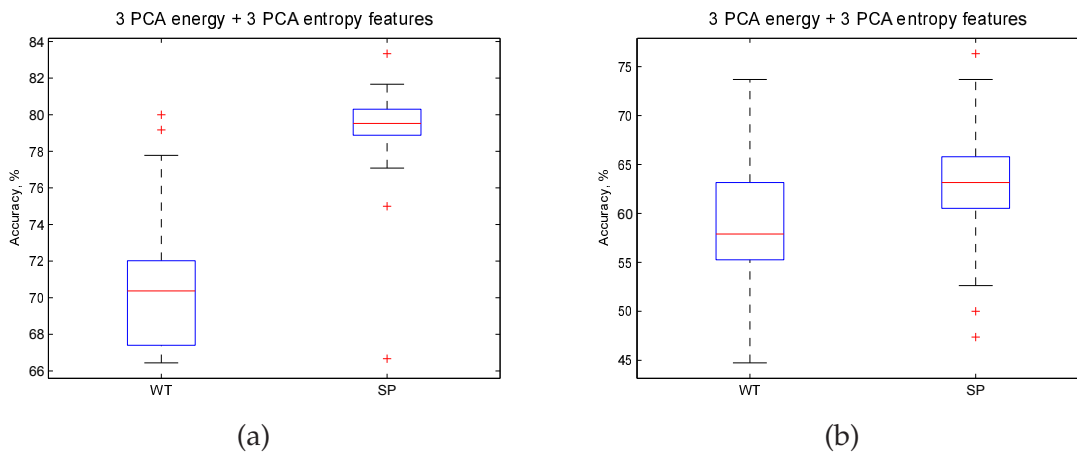 3 PCA energy + 3 PCA entropy features
84
82
80
78
76
74
72
70
68
66
Accuracy, %
WT
SP
(a)
3 PCA energy + 3 PCA entropy features
75
70
65
60
55
50
45
Accuracy, %
WT
SP
(b)